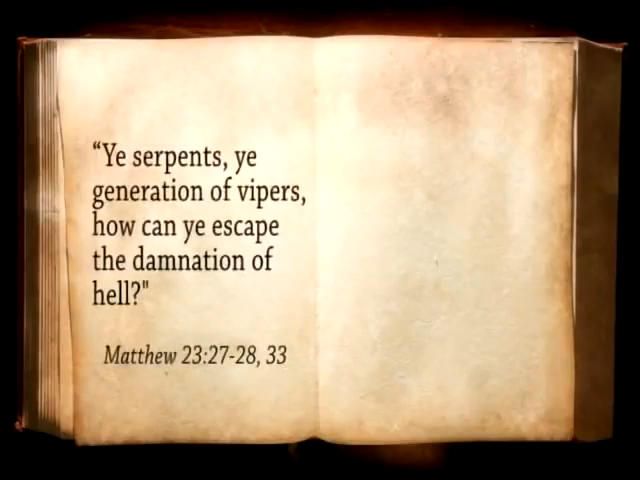 “Ye serpents, ye
generation of vipers,
how can ye escape
the damnation of
hell?"
Matthew 23:27-28, 33